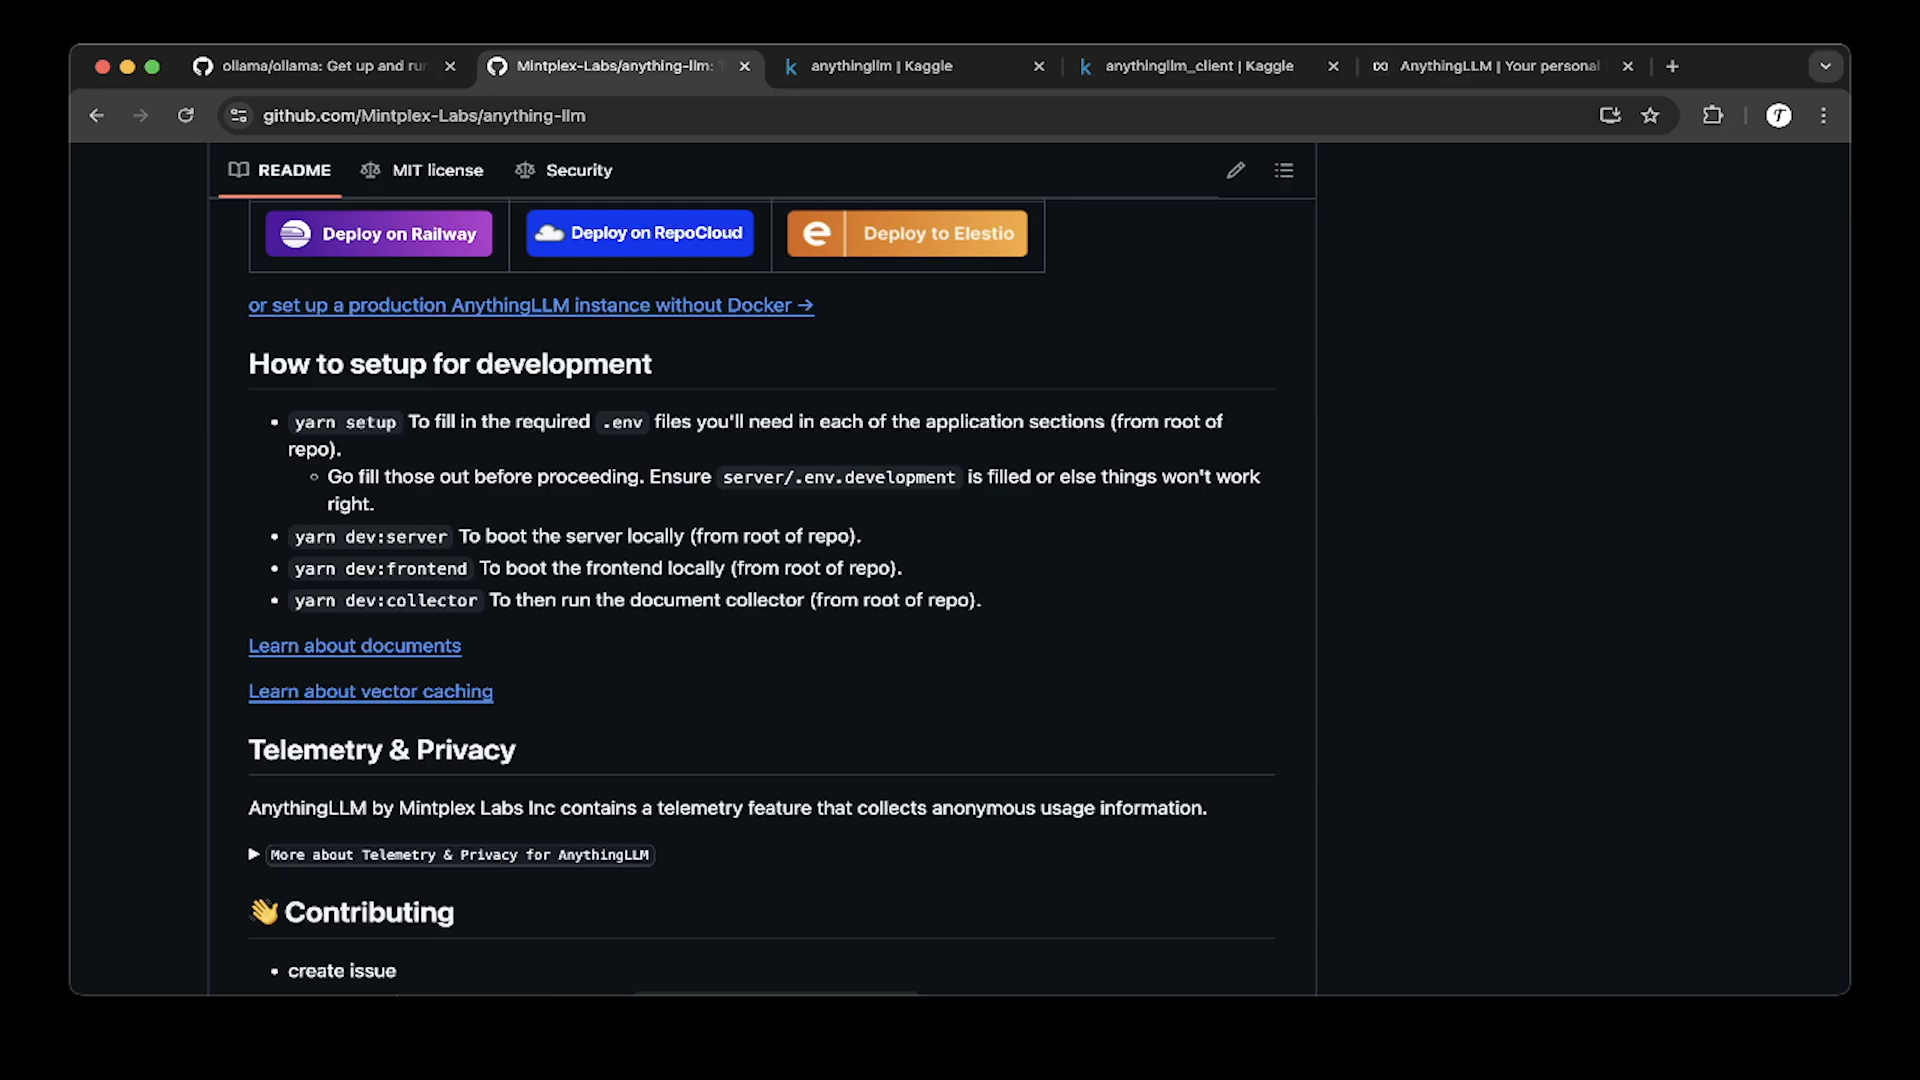 ollama/ollama: Get up and run
Mintplex-Labs/anything-llm:
anythingllm | Kaggle
anythingllm_client | Kaggle
AnythingLLM | Your personal
github.com/Mintplex-Labs/anything-llm
README
MIT license
Security
Deploy on Railway
Deploy on RepoCloud
Deploy to Elestio
or set up a production AnythingLLM instance without Docker →
How to setup for development
• yarn setup To fill in the required .env files you'll need in each of the application sections (from root of
repo).
◦ Go fill those out before proceeding. Ensure server/.env.development is filled or else things won't work
right.
• yarn dev:server To boot the server locally (from root of repo).
• yarn dev:frontend To boot the frontend locally (from root of repo).
• yarn dev:collector To then run the document collector (from root of repo).
Learn about documents
Learn about vector caching
Telemetry & Privacy
AnythingLLM by Mintplex Labs Inc contains a telemetry feature that collects anonymous usage information.
▶ More about Telemetry & Privacy for AnythingLLM
👋 Contributing
• create issue